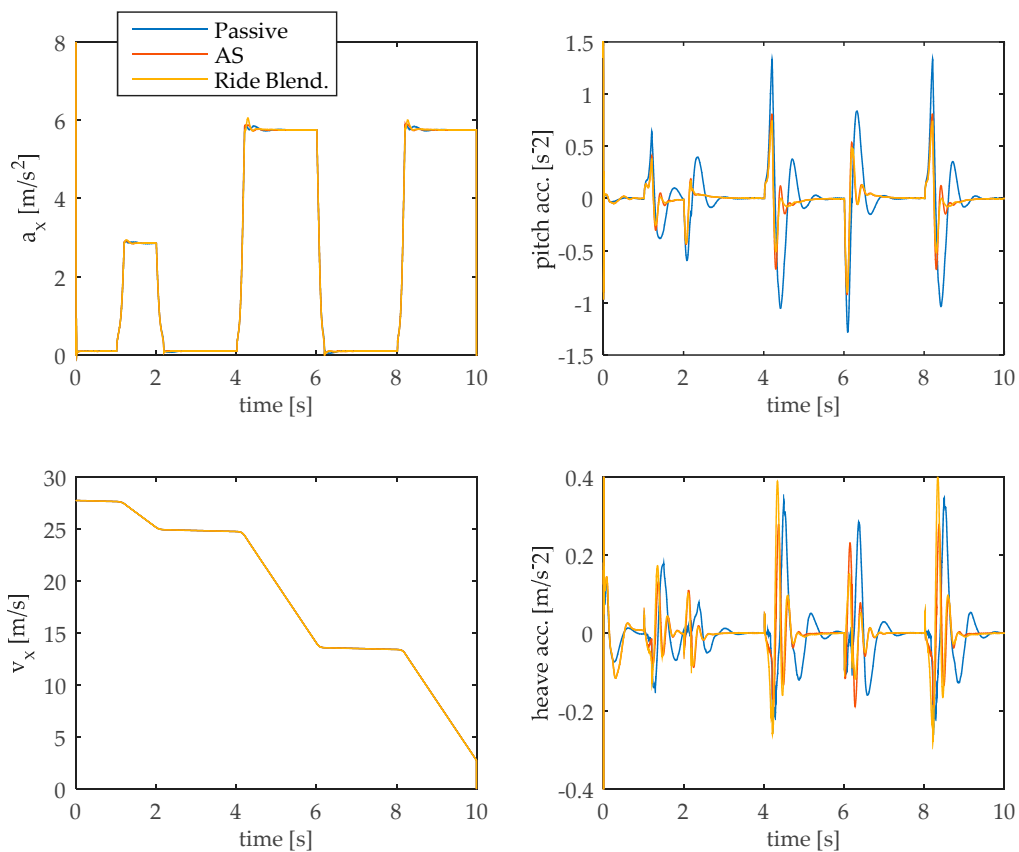 Passive
AS
Ride Blend.
8
6
4
2
0
a_x [m/s²]
0 2 4 6 8 10
time [s]
1.5
1
0.5
0
-0.5
-1
-1.5
pitch acc. [s⁻2]
0 2 4 6 8 10
time [s]
30
25
20
15
10
5
0
v_x [m/s]
0 2 4 6 8 10
time [s]
0.4
0.2
0
-0.2
-0.4
heave acc. [m/s⁻2]
0 2 4 6 8 10
time [s]